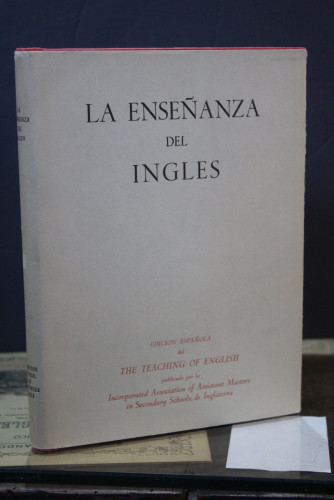 LA ENSEÑANZA
DEL
INGLES
EDICION ESPAÑOLA
del
THE TEACHING OF ENGLISH
publicado por la
Incorporated Association of Assistant Masters
in Secondary Schools de Inglaterra
LA